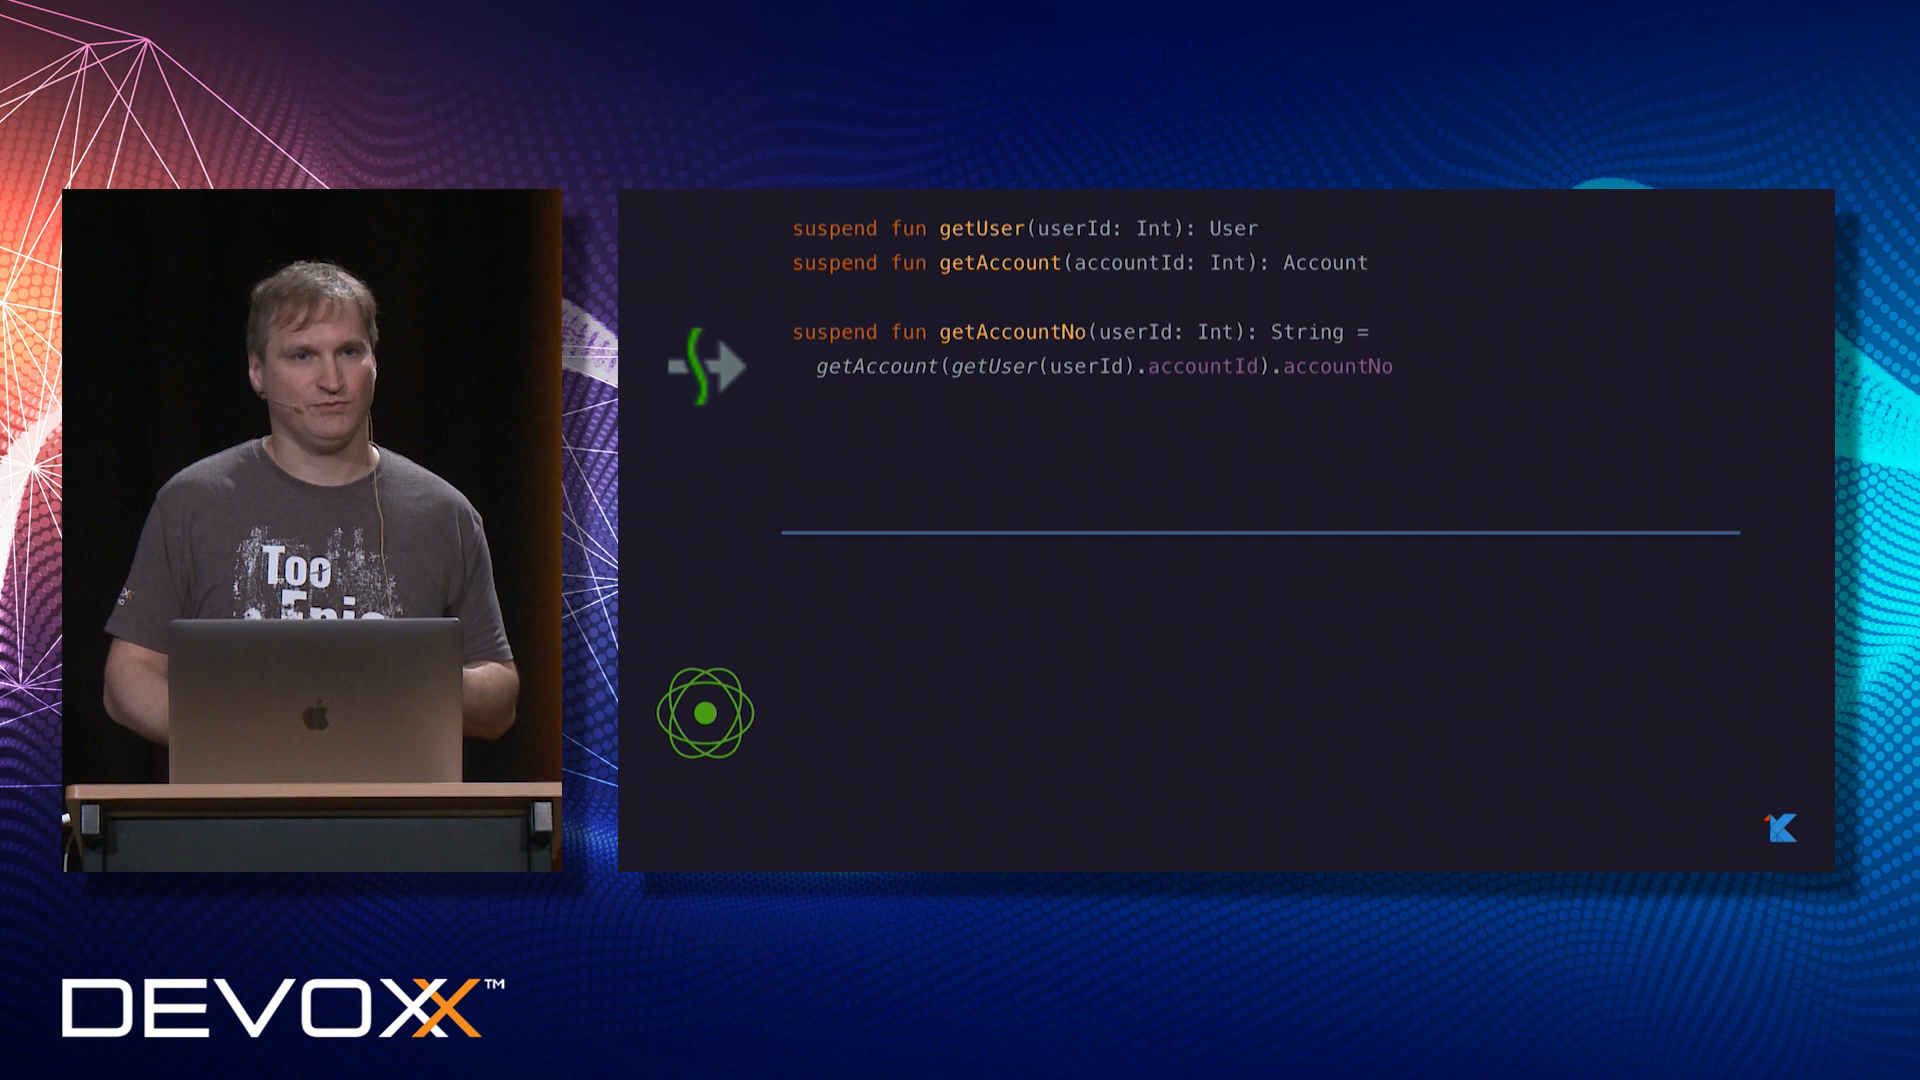 suspend fun getUser(userId: Int): User
suspend fun getAccount(accountId: Int): Account
suspend fun getAccountNo(userId: Int): String =
getAccount(getUser(userId).accountId).accountNo
Too
Epic
DEVOXX™